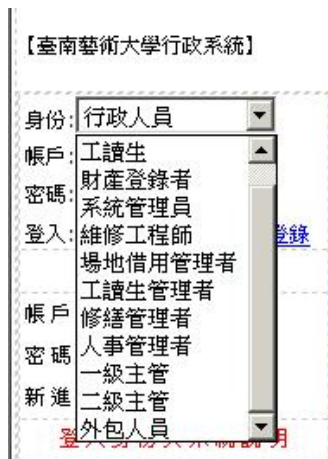 【臺南藝術大學行政系統】
身份: 行政人員
帳戶:
密碼:
登入:
工讀生
財產登錄者
系統管理員
維修工程師
場地借用管理者
工讀生管理者
修繕管理者
人事管理者
一級主管
二級主管
外包人員
登錄
帳戶
密碼
新進
登 明